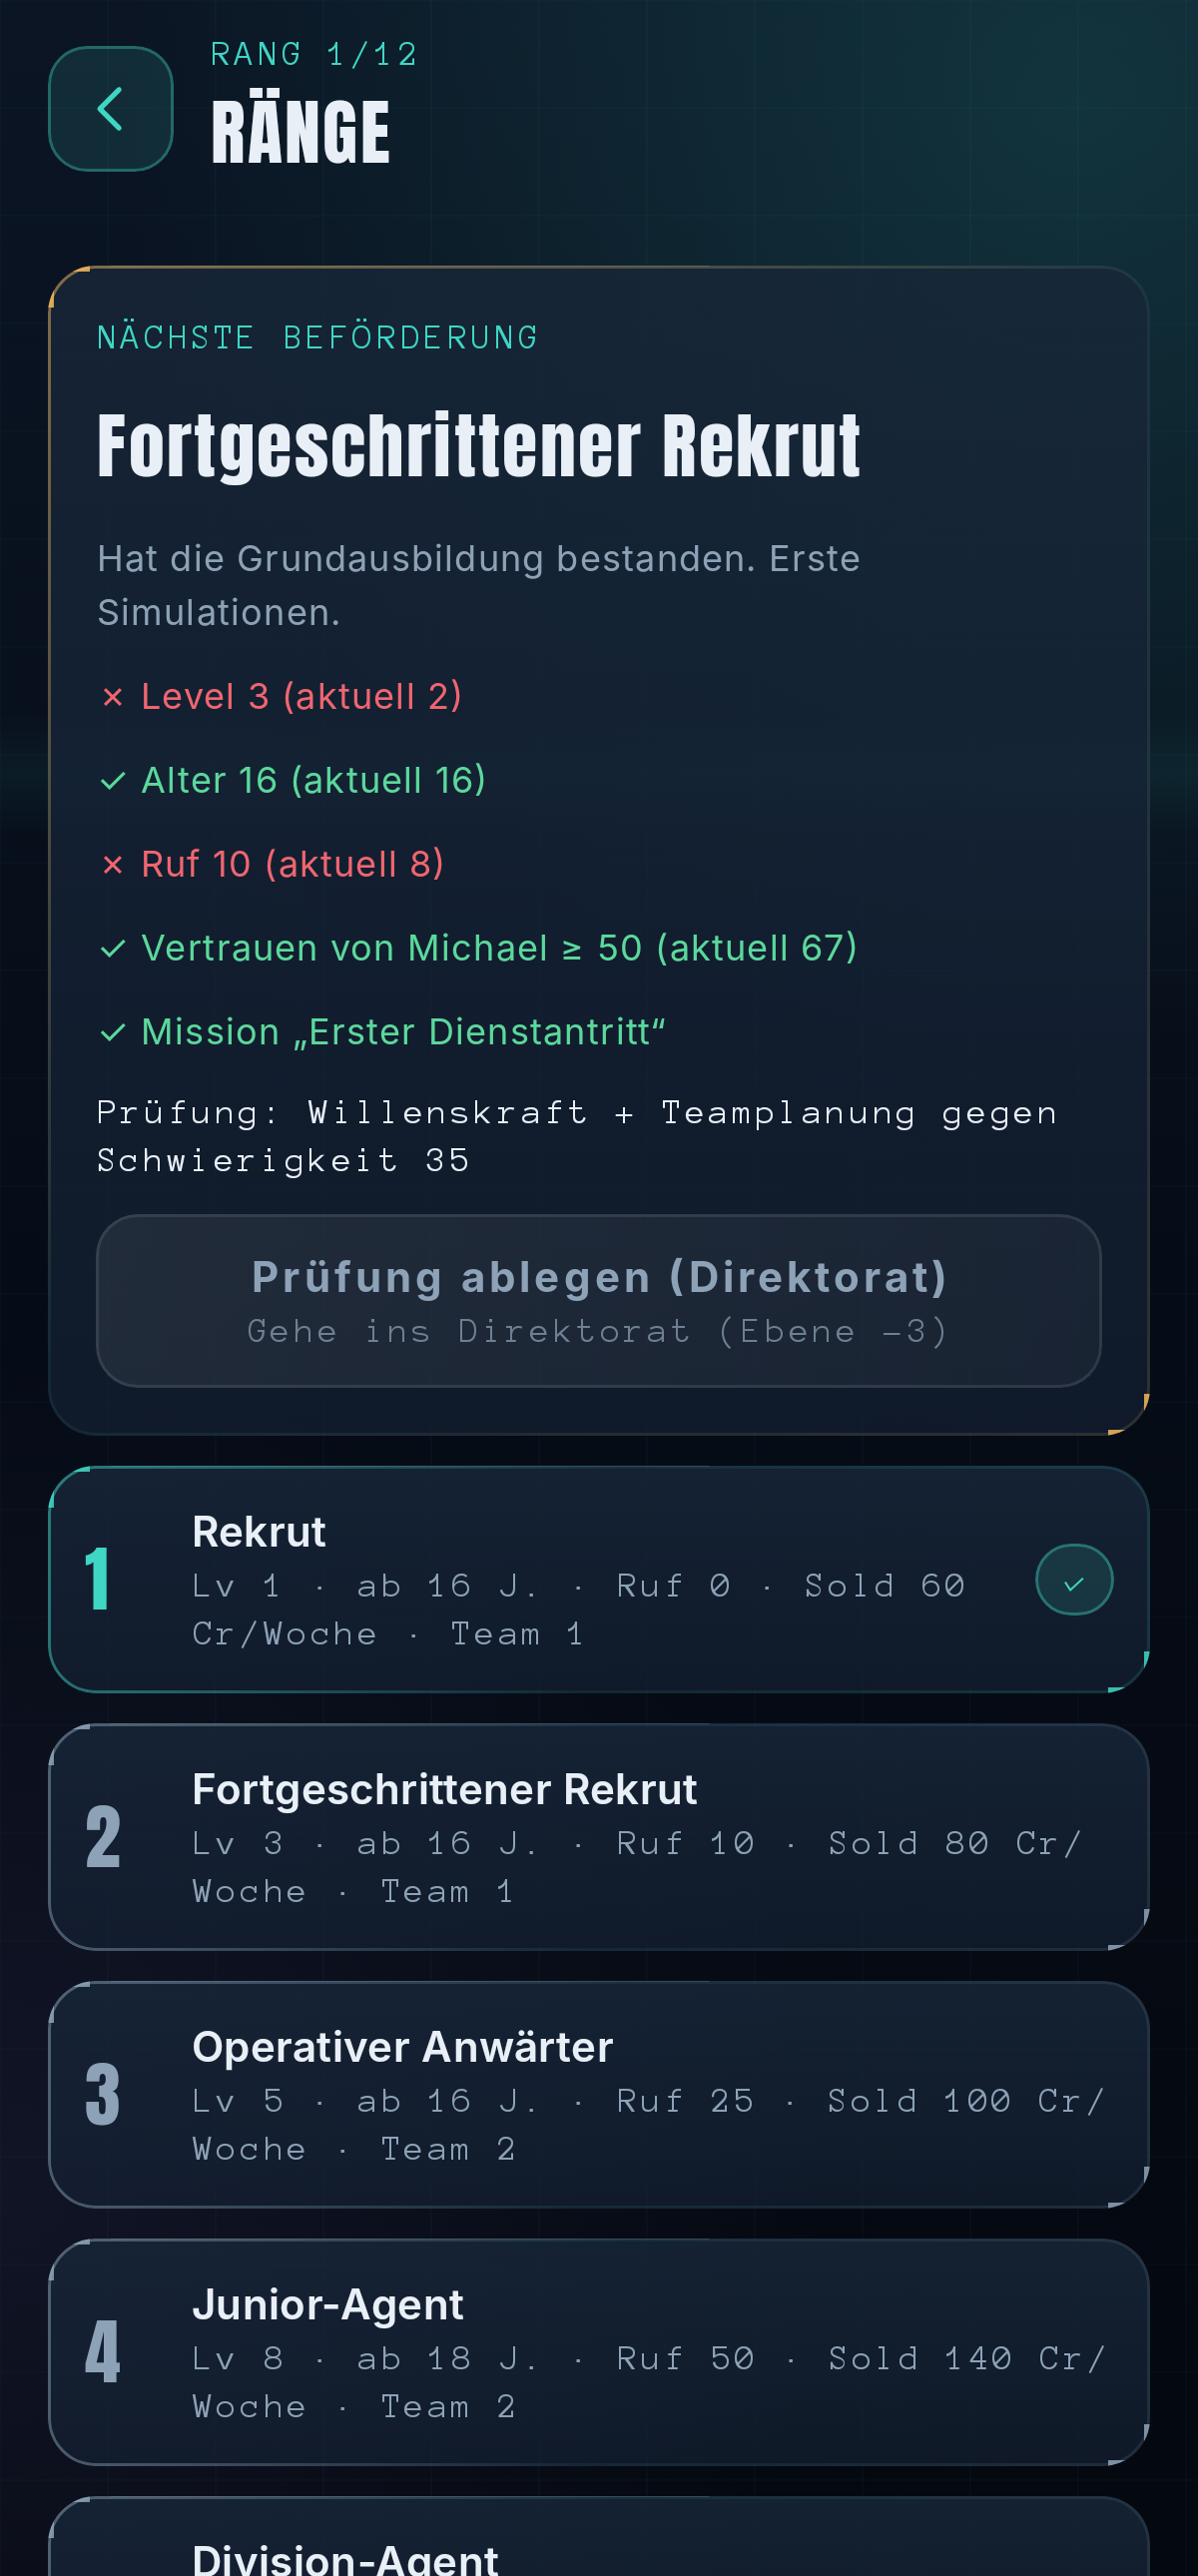 RANG 1/12
RÄNGE
NÄCHSTE BEFÖRDERUNG
Fortgeschrittener Rekrut
Hat die Grundausbildung bestanden. Erste
Simulationen.
✕ Level 3 (aktuell 2)
✓ Alter 16 (aktuell 16)
✕ Ruf 10 (aktuell 8)
✓ Vertrauen von Michael ≥ 50 (aktuell 67)
✓ Mission „Erster Dienstantritt“
Prüfung: Willenskraft + Teamplanung gegen
Schwierigkeit 35
Prüfung ablegen (Direktorat)
Gehe ins Direktorat (Ebene −3)
1
Rekrut
Lv 1 · ab 16 J. · Ruf 0 · Sold 60
Cr/Woche · Team 1
✓
2
Fortgeschrittener Rekrut
Lv 3 · ab 16 J. · Ruf 10 · Sold 80 Cr/
Woche · Team 1
3
Operativer Anwärter
Lv 5 · ab 16 J. · Ruf 25 · Sold 100 Cr/
Woche · Team 2
4
Junior-Agent
Lv 8 · ab 18 J. · Ruf 50 · Sold 140 Cr/
Woche · Team 2
Division-Agent